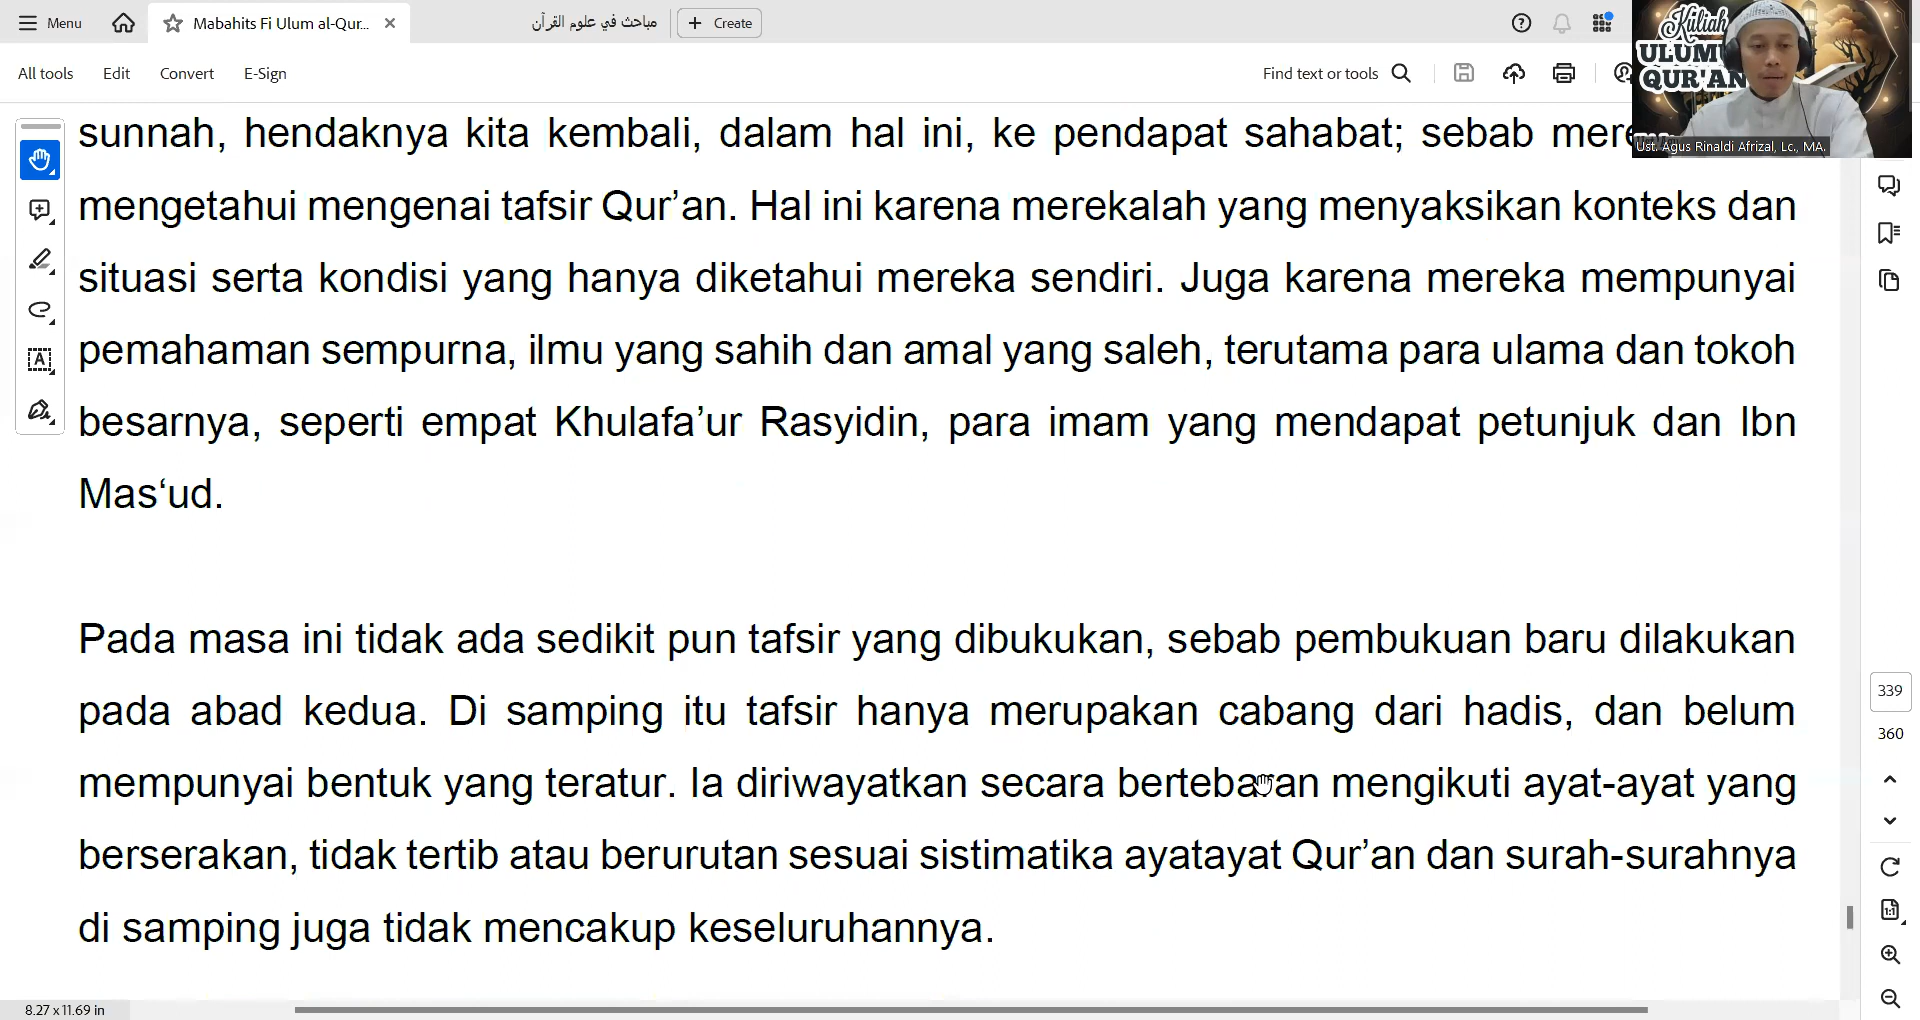 Menu
Mabahits Fi Ulum al-Qur...
مباحث في علوم القرآن
Create
All tools
Edit
Convert
E-Sign
Find text or tools
Kuliah
ULUMU
QUR'AN
Ust. Agus Rinaldi Afrizal, Lc., MA.
sunnah, hendaknya kita kembali, dalam hal ini, ke pendapat sahabat; sebab mere
mengetahui mengenai tafsir Qur’an. Hal ini karena merekalah yang menyaksikan konteks dan
situasi serta kondisi yang hanya diketahui mereka sendiri. Juga karena mereka mempunyai
pemahaman sempurna, ilmu yang sahih dan amal yang saleh, terutama para ulama dan tokoh
besarnya, seperti empat Khulafa’ur Rasyidin, para imam yang mendapat petunjuk dan Ibn
Mas‘ud.
Pada masa ini tidak ada sedikit pun tafsir yang dibukukan, sebab pembukuan baru dilakukan
pada abad kedua. Di samping itu tafsir hanya merupakan cabang dari hadis, dan belum
mempunyai bentuk yang teratur. Ia diriwayatkan secara bertebaran mengikuti ayat-ayat yang
berserakan, tidak tertib atau berurutan sesuai sistimatika ayatayat Qur’an dan surah-surahnya
di samping juga tidak mencakup keseluruhannya.
339
360
8.27 x 11.69 in